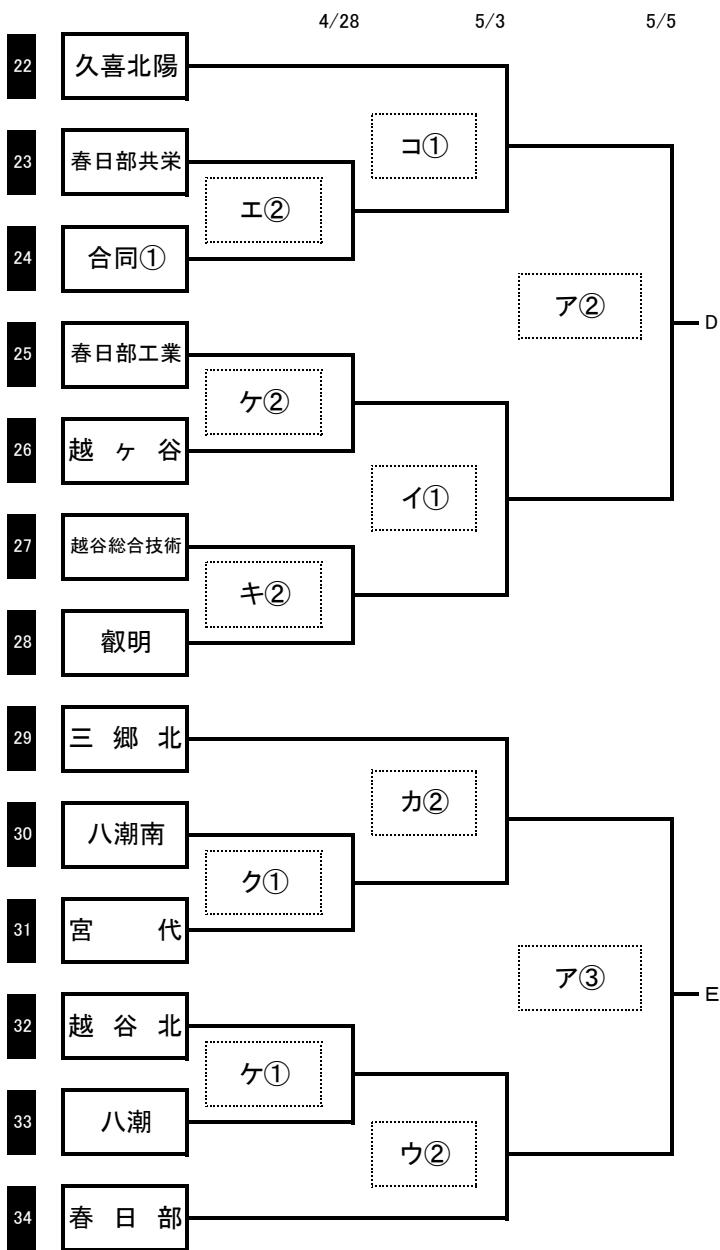 4/28 5/3 5/5
22 久喜北陽
コ①
23 春日部共栄
エ②
24 合同①
ア②
D
25 春日部工業
ケ②
26 越ヶ谷
イ①
27 越谷総合技術
キ②
28 叡明
29 三郷北
カ②
30 八潮南
ク①
31 宮代
ア③
E
32 越谷北
ケ①
33 八潮
ウ②
34 春日部